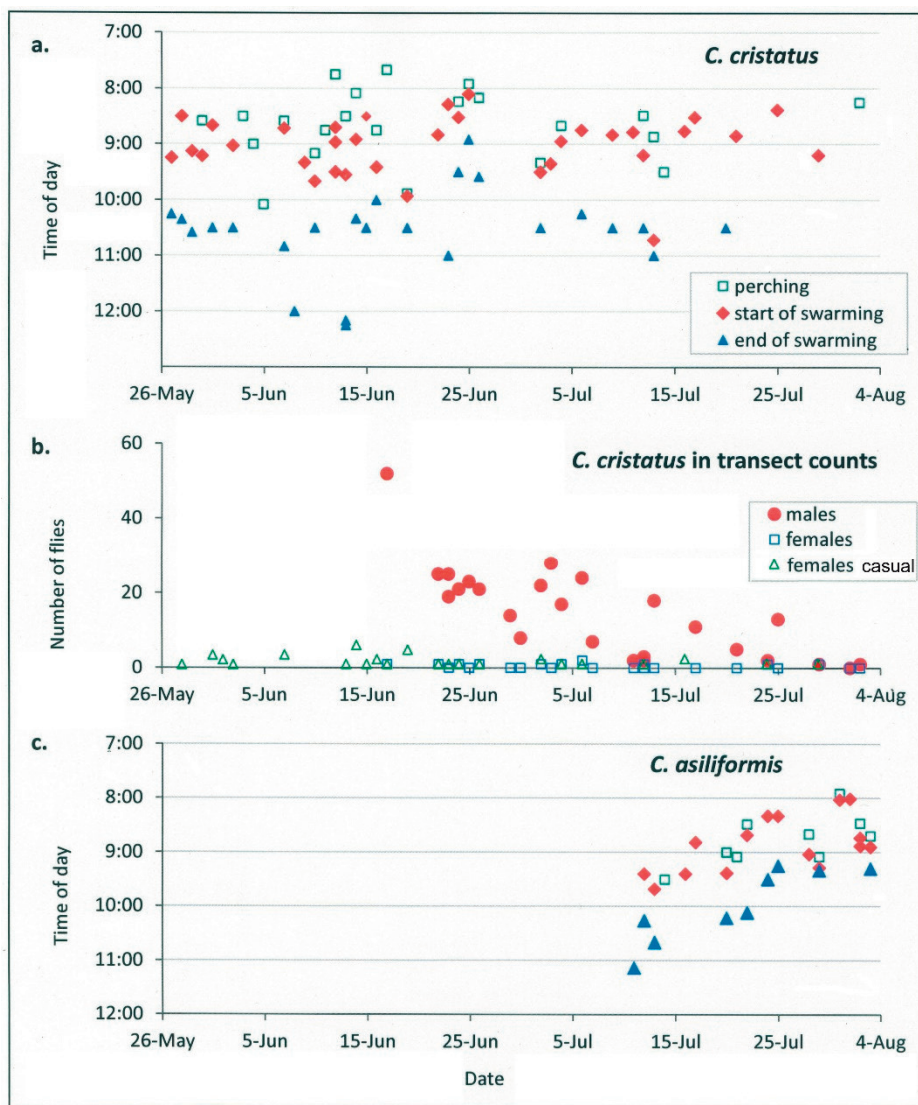 a.
C. cristatus
7:00
8:00
9:00
10:00
11:00
12:00
Time of day
perching
start of swarming
end of swarming
26-May 5-Jun 15-Jun 25-Jun 5-Jul 15-Jul 25-Jul 4-Aug
b.
C. cristatus in transect counts
60
40
20
0
Number of flies
males
females
females casual
26-May 5-Jun 15-Jun 25-Jun 5-Jul 15-Jul 25-Jul 4-Aug
c.
C. asiliformis
7:00
8:00
9:00
10:00
11:00
12:00
Time of day
26-May 5-Jun 15-Jun 25-Jun 5-Jul 15-Jul 25-Jul 4-Aug
Date